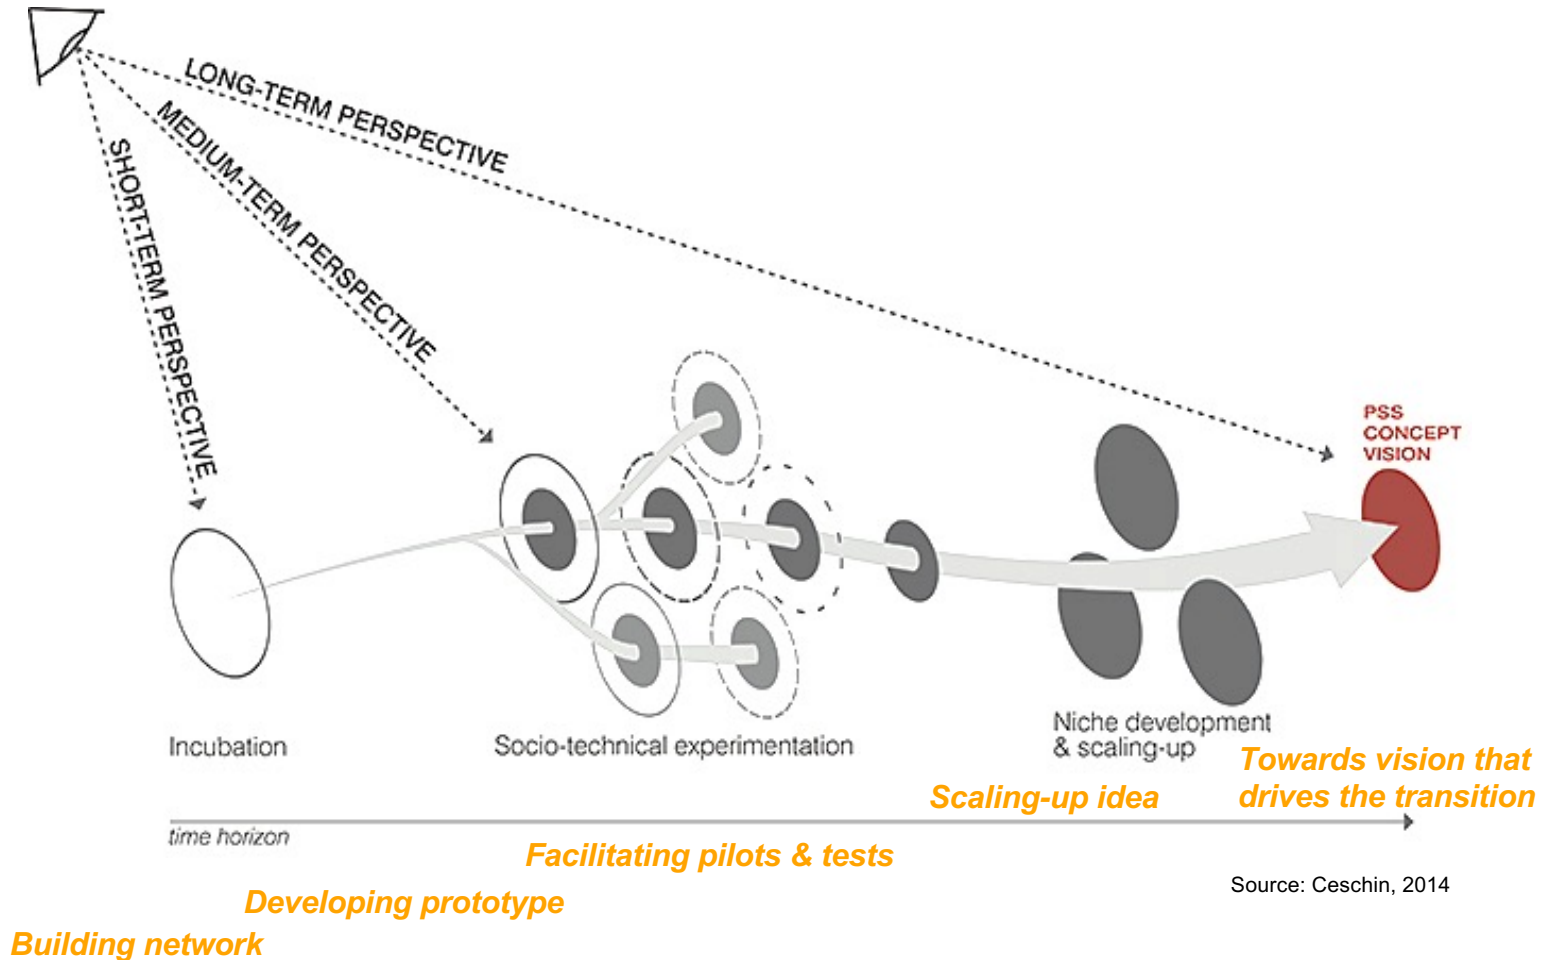 LONG-TERM PERSPECTIVE
MEDIUM-TERM PERSPECTIVE
SHORT-TERM PERSPECTIVE
PSS
CONCEPT
VISION
Incubation
Socio-technical experimentation
Niche development
& scaling-up
Towards vision that
drives the transition
Scaling-up idea
time horizon
Facilitating pilots & tests
Source: Ceschin, 2014
Developing prototype
Building network